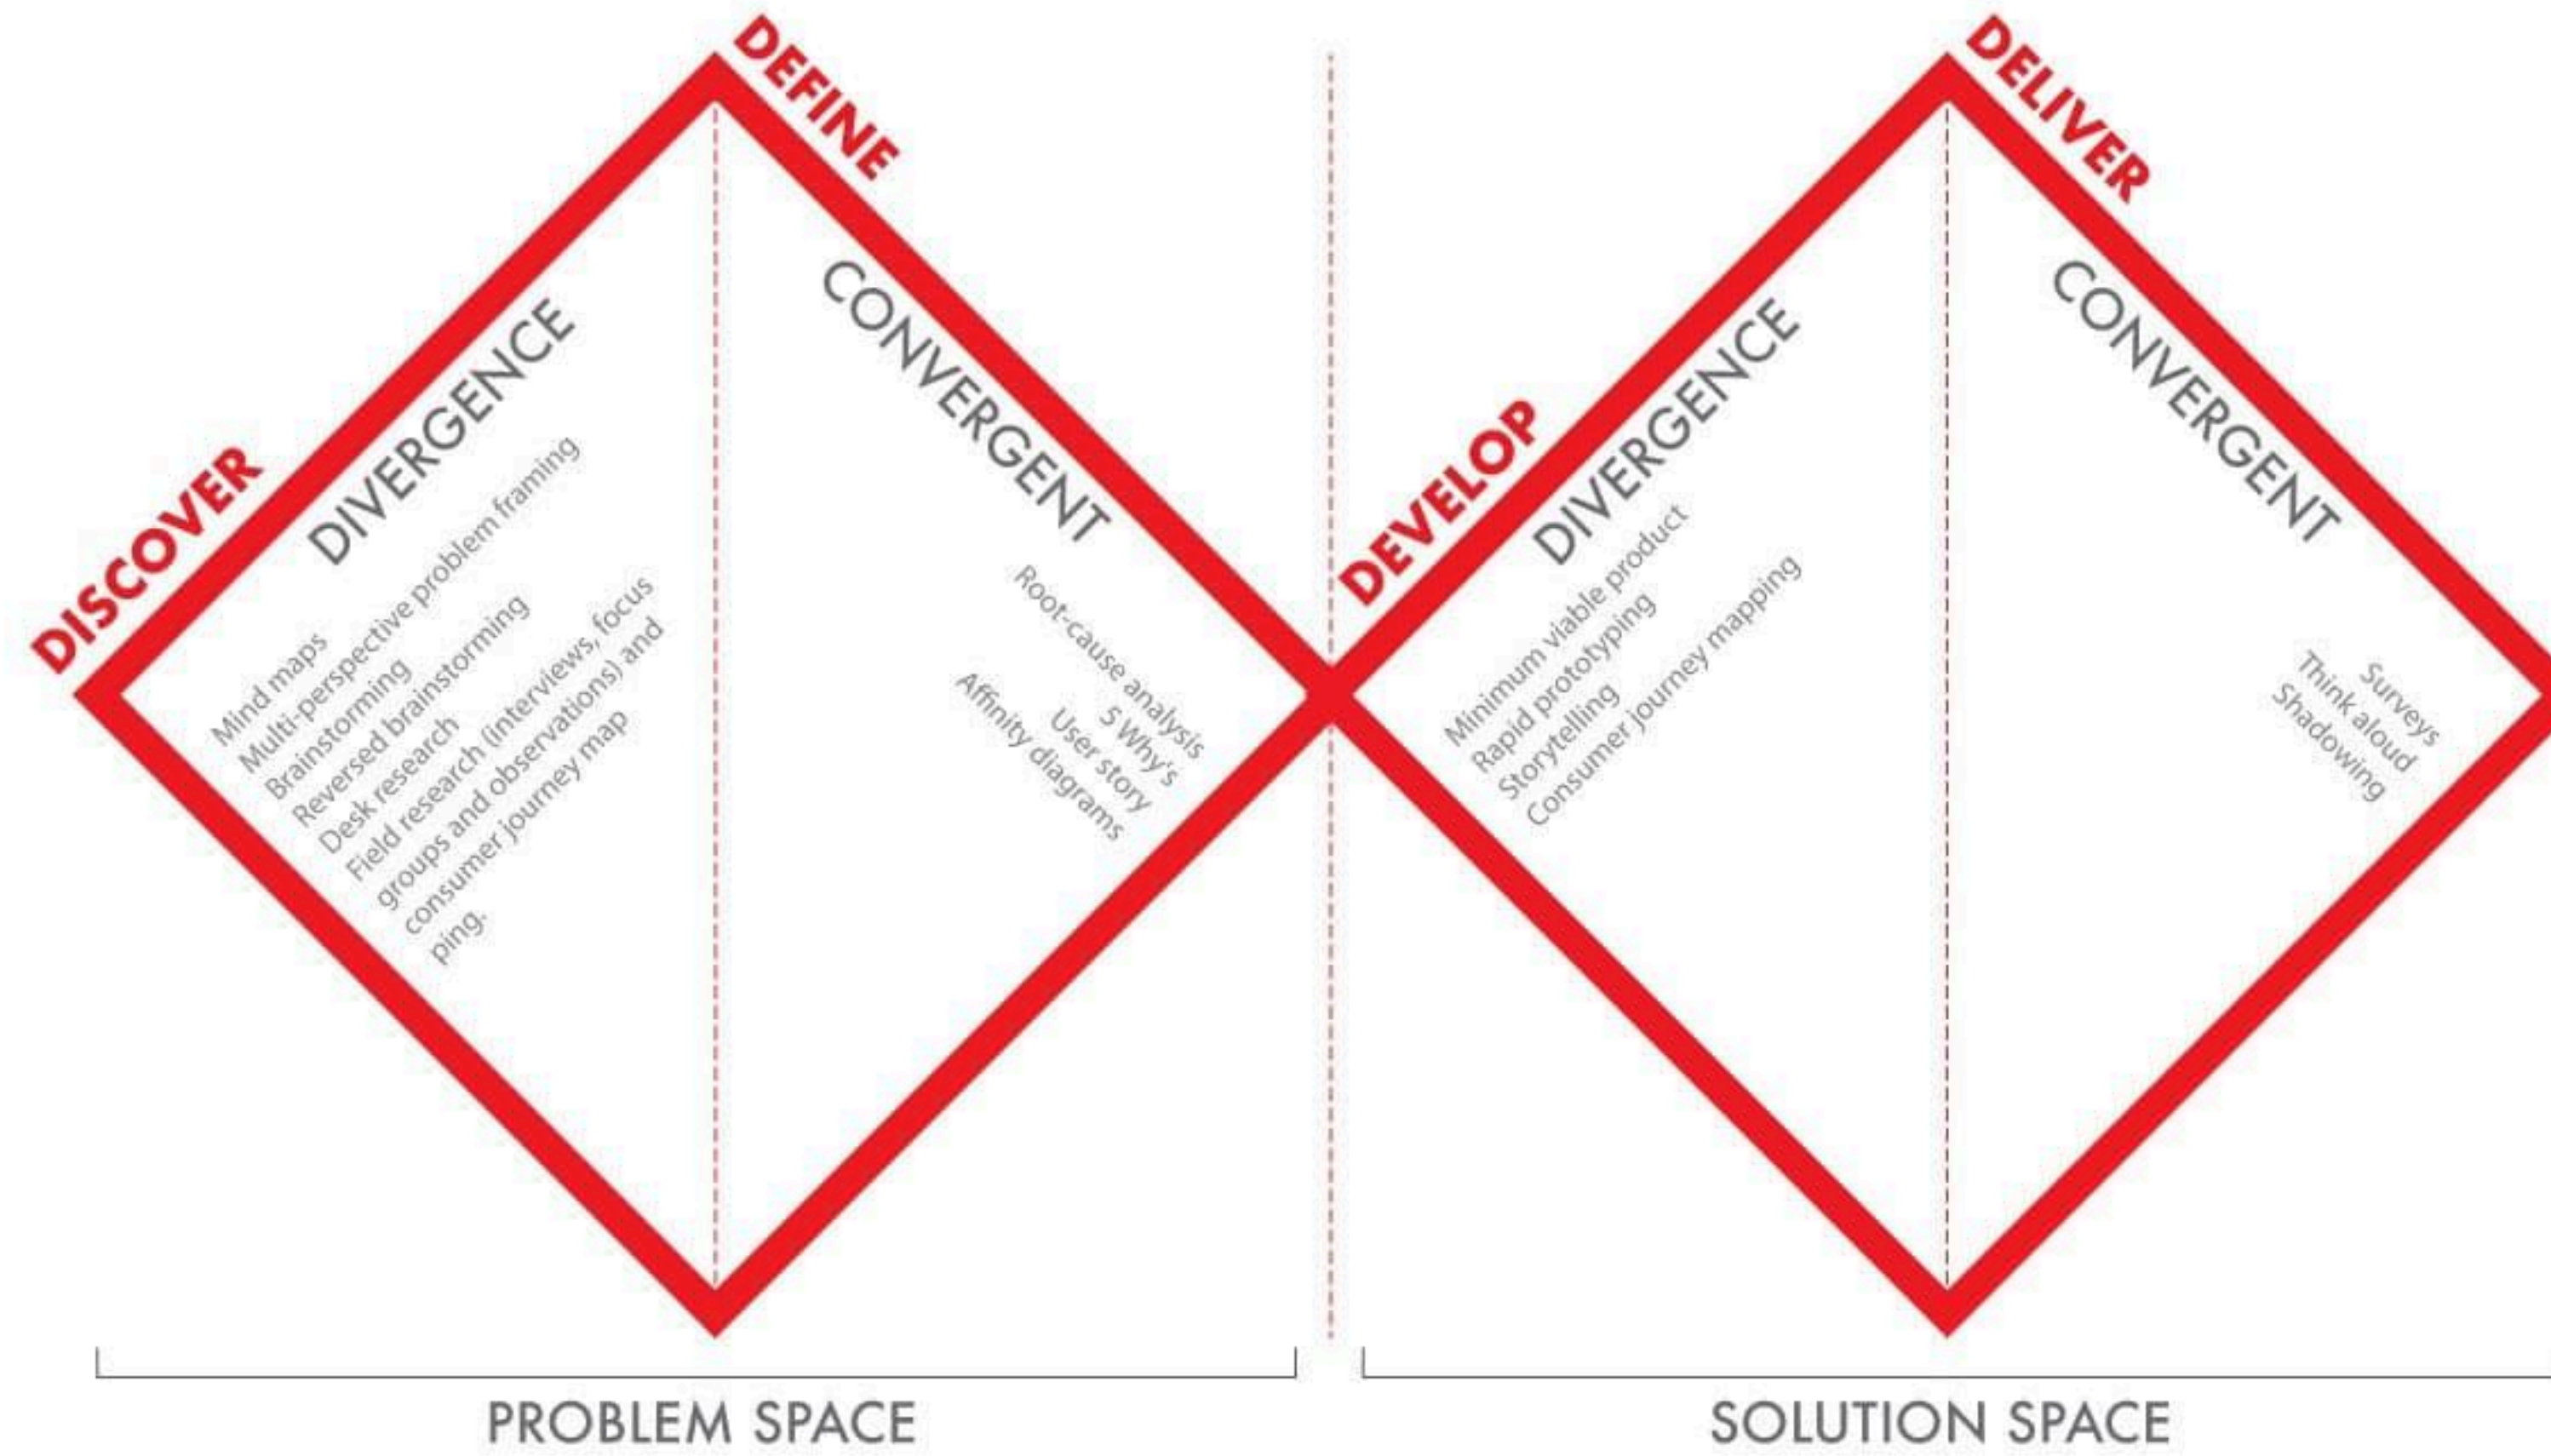 DISCOVER
DIVERGENCE
Mind maps
Multi-perspective problem framing
Brainstorming
Reversed brainstorming
Desk research
Field research (interviews, focus
groups and observations) and
consumer journey map
ping.
DEFINE
CONVERGENT
Root-cause analysis
5 Why's
User story
Affinity diagrams
DEVELOP
DIVERGENCE
Minimum viable product
Rapid prototyping
Storytelling
Consumer journey mapping
DELIVER
CONVERGENT
Surveys
Think aloud
Shadowing
PROBLEM SPACE
SOLUTION SPACE